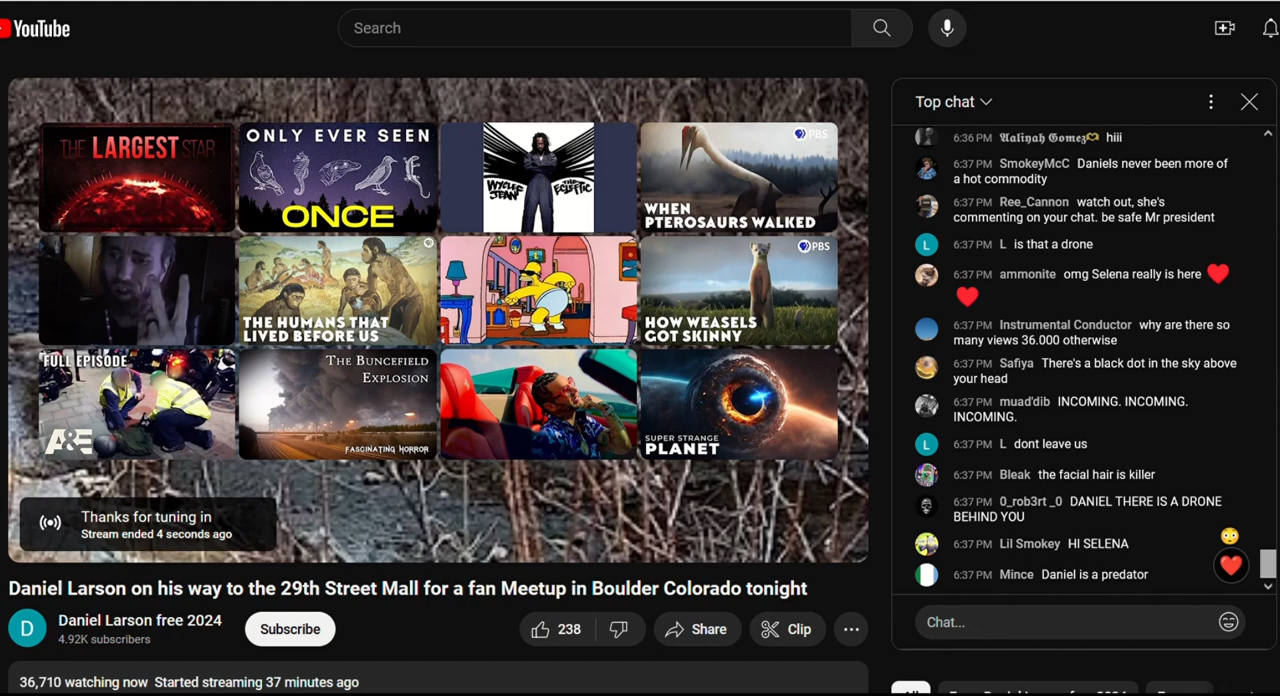 YouTube
Search
THE LARGEST STAR
ONLY EVER SEEN
ONCE
WYCLEF
JEAN
THE
ECLEFTIC
PBS
WHEN
PTEROSAURS WALKED
THE HUMANS THAT
LIVED BEFORE US
PBS
HOW WEASELS
GOT SKINNY
FULL EPISODE
A&E
THE BUNCEFIELD
EXPLOSION
FASCINATING HORROR
SUPER STRANGE
PLANET
Thanks for tuning in
Stream ended 4 seconds ago
Daniel Larson on his way to the 29th Street Mall for a fan Meetup in Boulder Colorado tonight
D
Daniel Larson free 2024
4.92K subscribers
Subscribe
238
Share
Clip
36,710 watching now Started streaming 37 minutes ago
Top chat
6:36 PM 𝕬𝖆𝖑𝖎𝖞𝖆𝖍 𝕲𝖔𝖒𝖊𝖟🫶 hiii
6:37 PM SmokeyMcC Daniels never been more of
a hot commodity
6:37 PM Ree_Cannon watch out, she's
commenting on your chat. be safe Mr president
L 6:37 PM L is that a drone
6:37 PM ammonite omg Selena really is here ❤️
❤️
6:37 PM Instrumental Conductor why are there so
many views 36.000 otherwise
6:37 PM Safiya There's a black dot in the sky above
your head
6:37 PM muad'dib INCOMING. INCOMING.
INCOMING.
L 6:37 PM L dont leave us
6:37 PM Bleak the facial hair is killer
6:37 PM 0_rob3rt _0 DANIEL THERE IS A DRONE
BEHIND YOU
6:37 PM Lil Smokey HI SELENA
6:37 PM Mince Daniel is a predator
Chat...